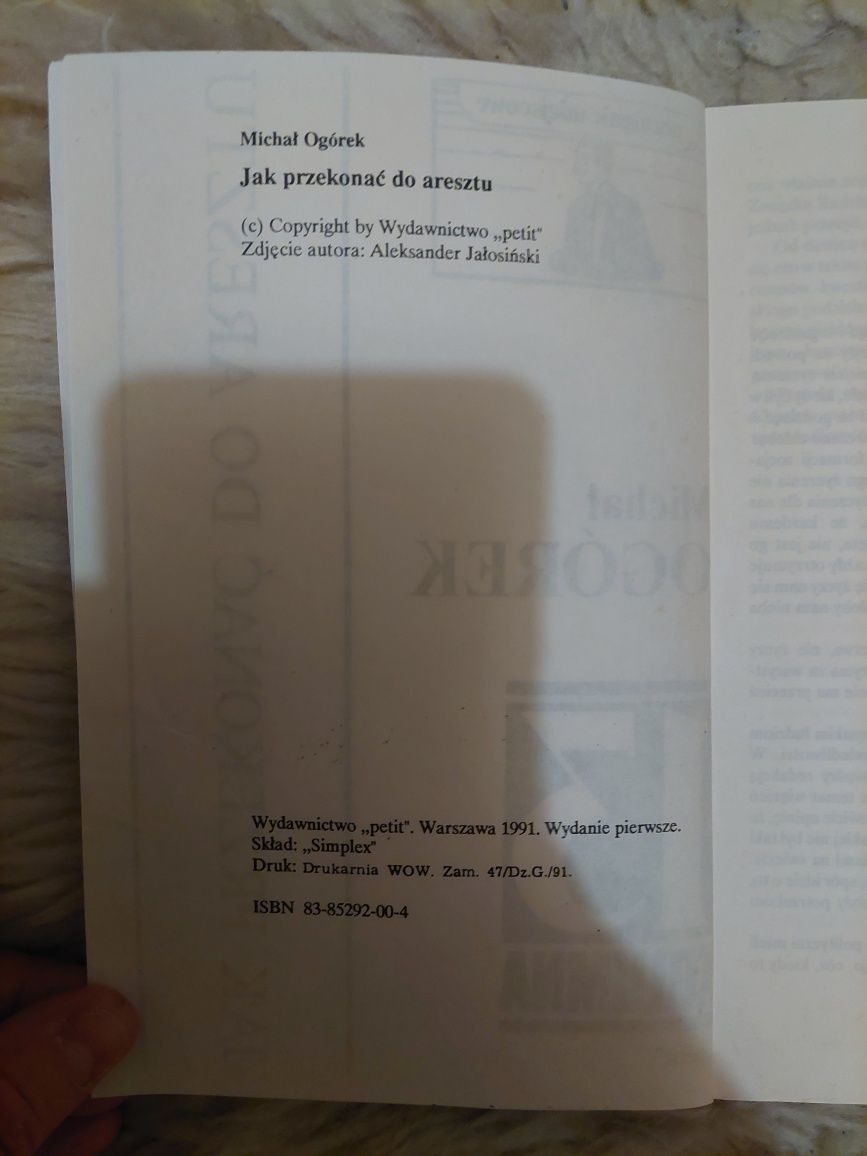 Michał Ogórek
Jak przekonać do aresztu
(c) Copyright by Wydawnictwo „petit"
Zdjęcie autora: Aleksander Jałosiński
Wydawnictwo „petit". Warszawa 1991. Wydanie pierwsze.
Skład: „Simplex"
Druk: Drukarnia WOW. Zam. 47/Dz.G./91.
ISBN 83-85292-00-4